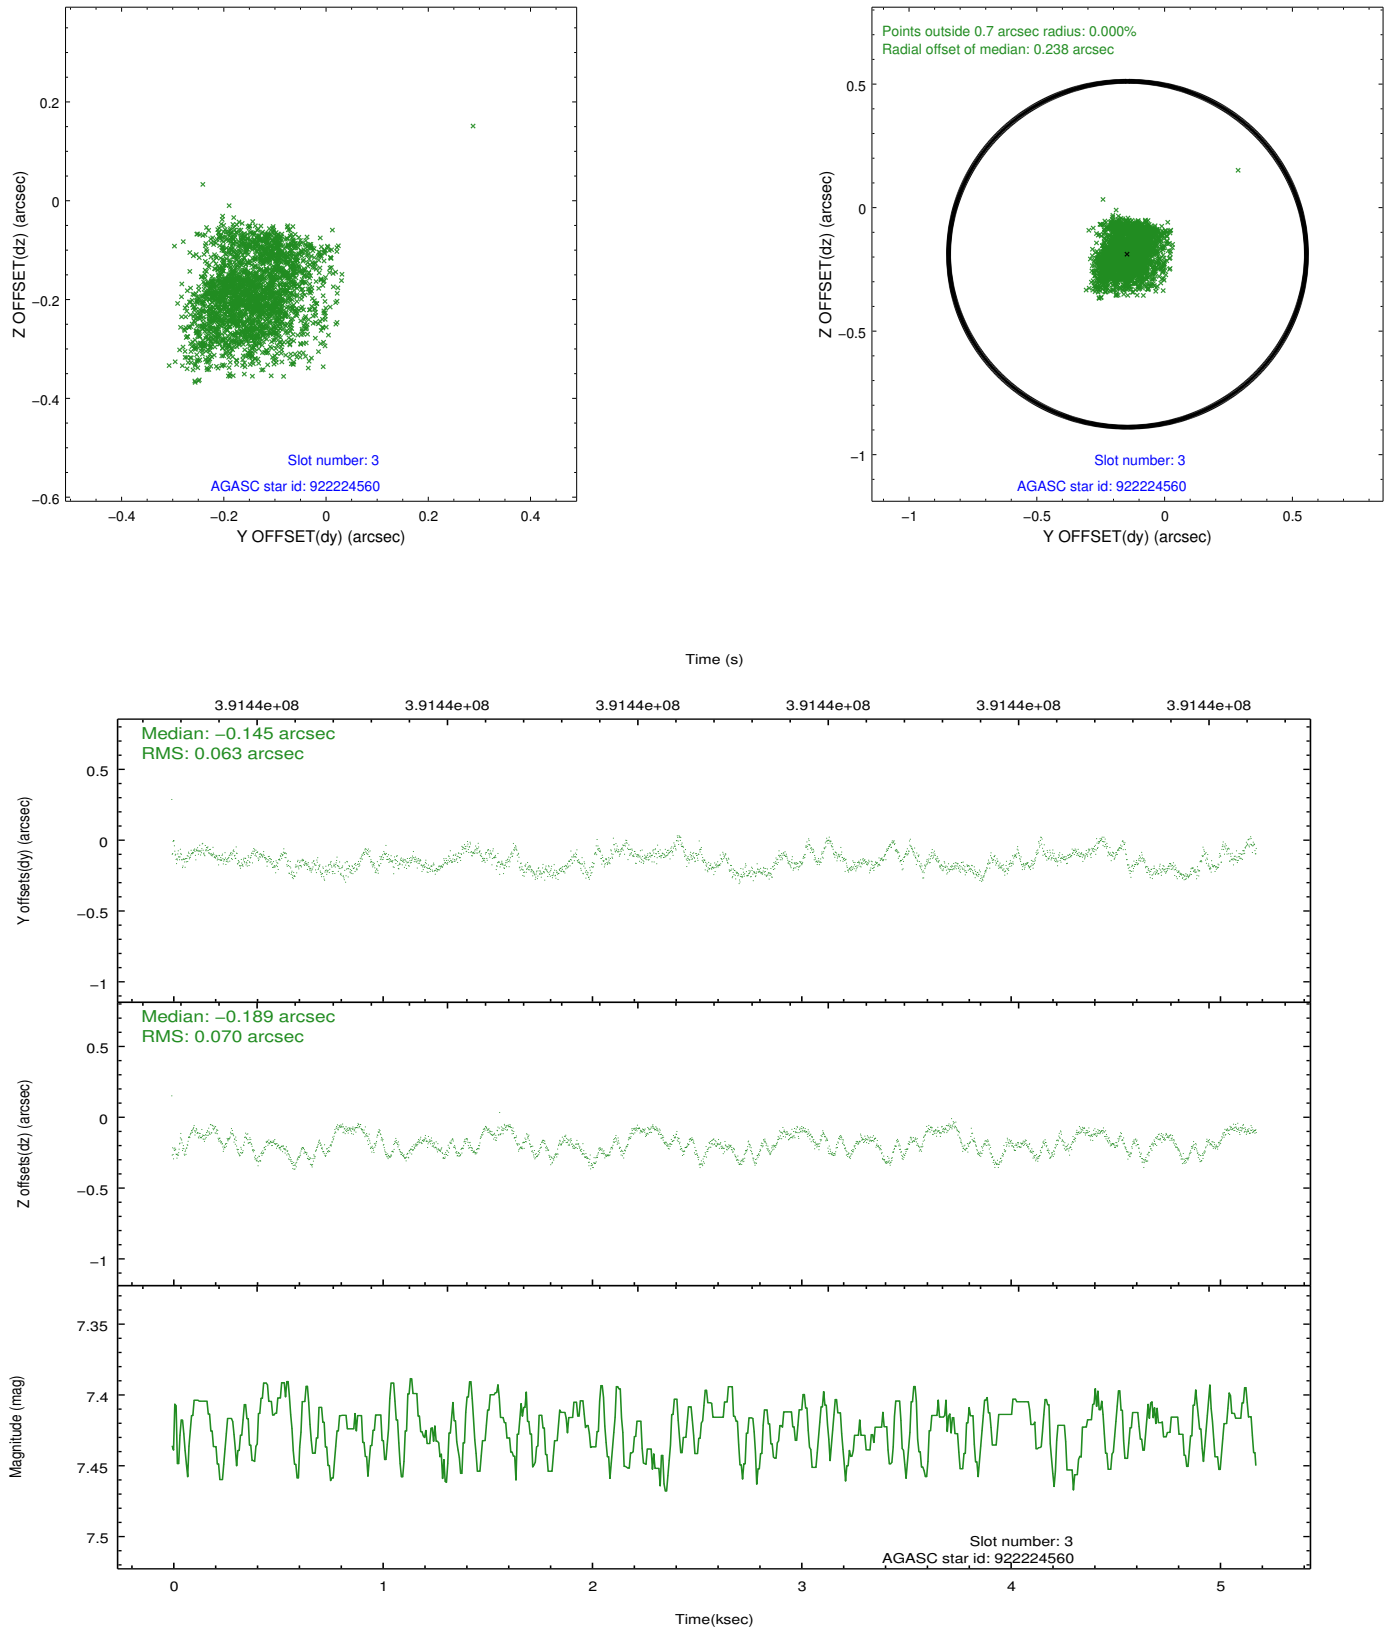 0.2
0
−0.2
−0.4
−0.6
Z OFFSET(dz) (arcsec)
−0.4
−0.2
0
0.2
0.4
Y OFFSET(dy) (arcsec)
Slot number: 3
AGASC star id: 922224560
Points outside 0.7 arcsec radius: 0.000%
Radial offset of median: 0.238 arcsec
0.5
0
−0.5
−1
Z OFFSET(dz) (arcsec)
−1
−0.5
0
0.5
Y OFFSET(dy) (arcsec)
Slot number: 3
AGASC star id: 922224560
Time (s)
3.9144e+08
3.9144e+08
3.9144e+08
3.9144e+08
3.9144e+08
3.9144e+08
Median: −0.145 arcsec
RMS: 0.063 arcsec
0.5
0
−0.5
−1
Y offsets(dy) (arcsec)
Median: −0.189 arcsec
RMS: 0.070 arcsec
0.5
0
−0.5
−1
Z offsets(dz) (arcsec)
7.35
7.4
7.45
7.5
Magnitude (mag)
Slot number: 3
AGASC star id: 922224560
0
1
2
3
4
5
Time(ksec)